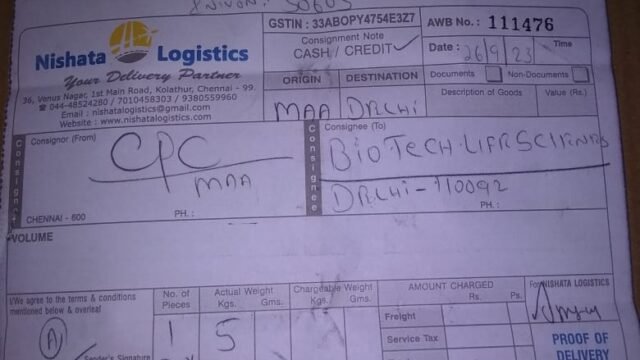 Nishata Logistics
Your Delivery Partner
36, Venus Nagar, 1st Main Road, Kolathur, Chennai - 99.
☎ 044-48524280 / 7010458303 / 9380559960
Email : nishatalogistics@gmail.com
Website : www.nishatalogistics.com
GSTIN : 33ABOPY4754E3Z7
Consignment Note
CASH / CREDIT ✓
AWB No. : 111476
Date : 26/9/23 Time
ORIGIN DESTINATION
MAA DELhi
Documents Non-Documents
Description of Goods Value (Rs.)
Consignor
Consignor (From)
CPC
MAA
CHENNAI - 600 PH. :
Consignee
Consignee (To)
BIOTECH LIFESCIENCES
DELhi-110092
PH. :
VOLUME
I/We agree to the terms & conditions
mentioned below & overleaf
A
Sender's Signature
No. of Pieces
1
Actual Weight
Kgs. Gms.
5
Chargeable Weight
Kgs. Gms.
AMOUNT CHARGED
Rs. Ps.
Freight
Service Tax
For NISHATA LOGISTICS
PROOF OF
DELIVERY